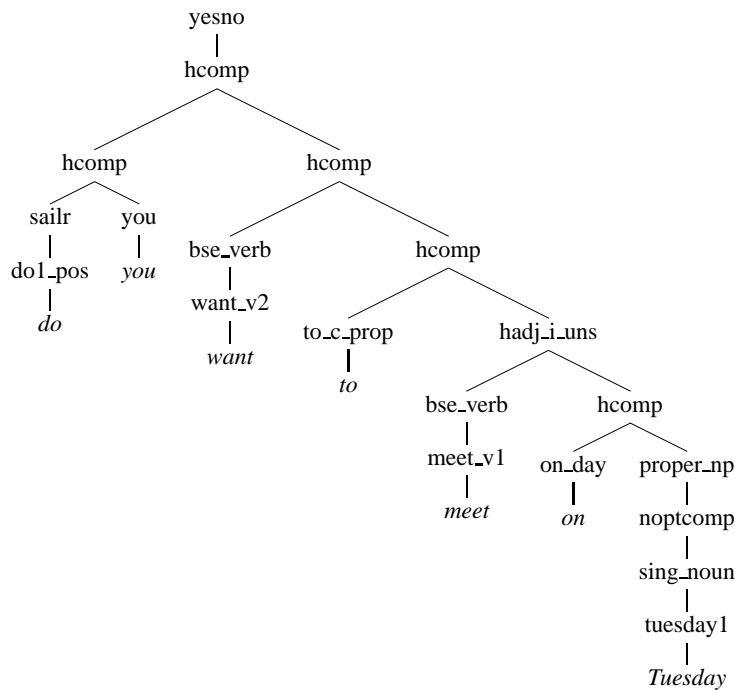 yesno
hcomp
hcomp hcomp
sailr you bse_verb hcomp
do1_pos you want_v2
do want to_c_prop hadj_i_uns
to
bse_verb hcomp
meet_v1 on_day proper_np
meet on noptcomp
sing_noun
tuesday1
Tuesday